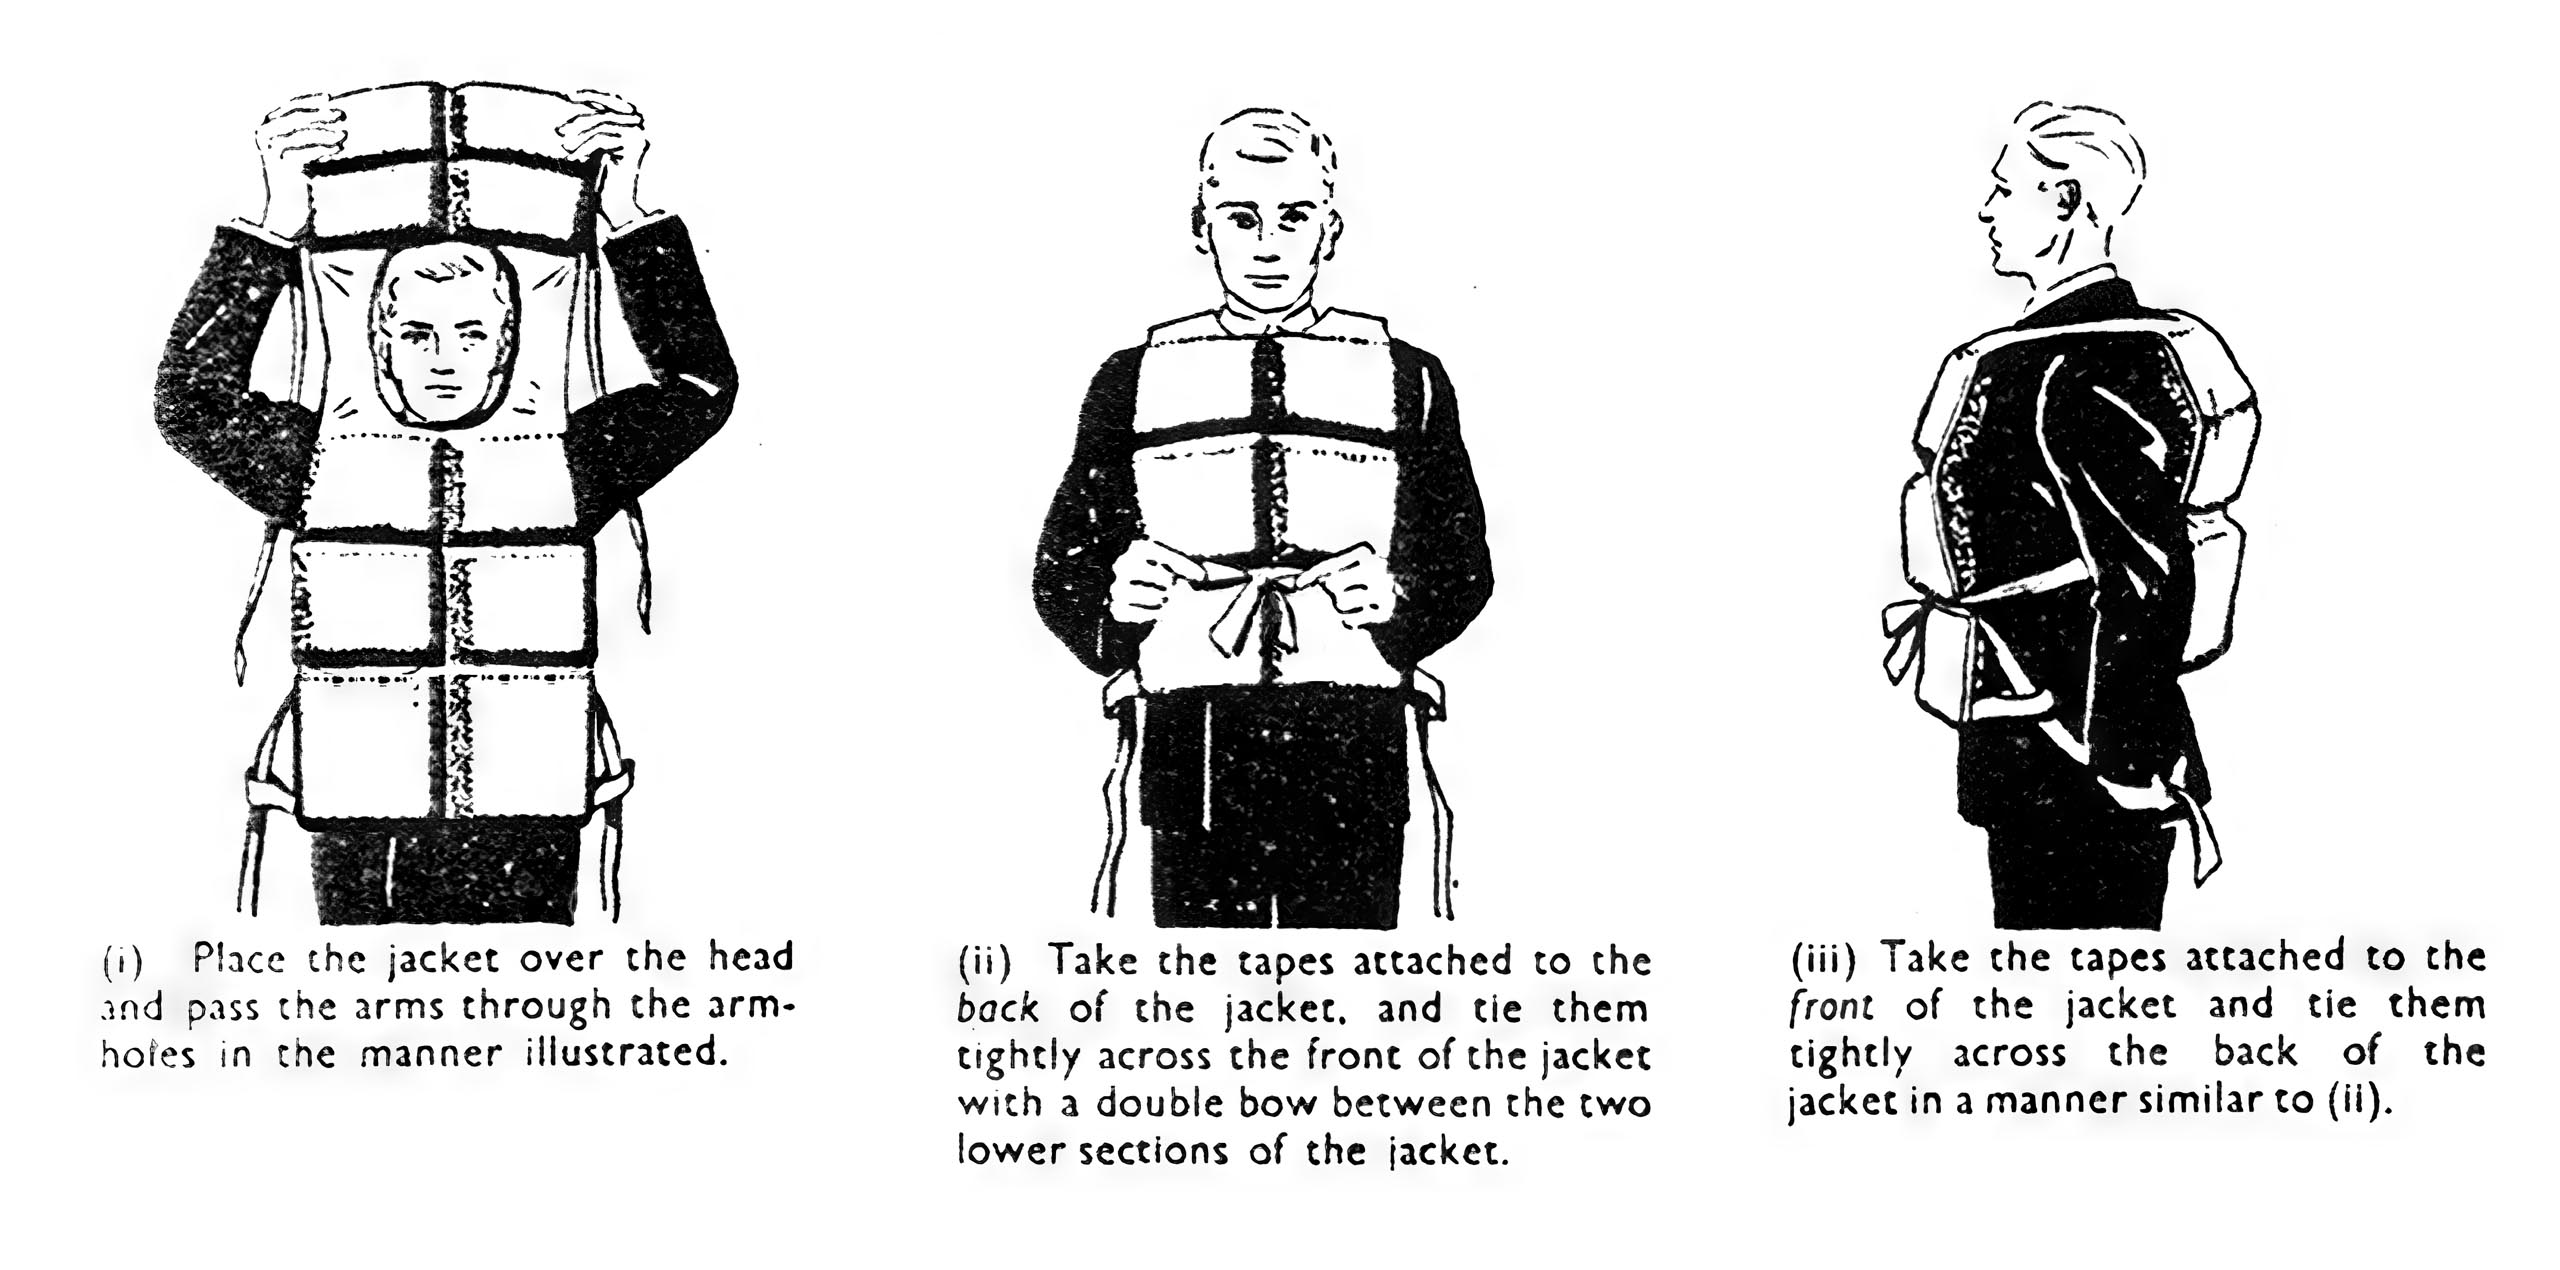 (i) Place the jacket over the head
and pass the arms through the arm-
holes in the manner illustrated.
(ii) Take the tapes attached to the
back of the jacket, and tie them
tightly across the front of the jacket
with a double bow between the two
lower sections of the jacket.
(iii) Take the tapes attached to the
front of the jacket and tie them
tightly across the back of the
jacket in a manner similar to (ii).